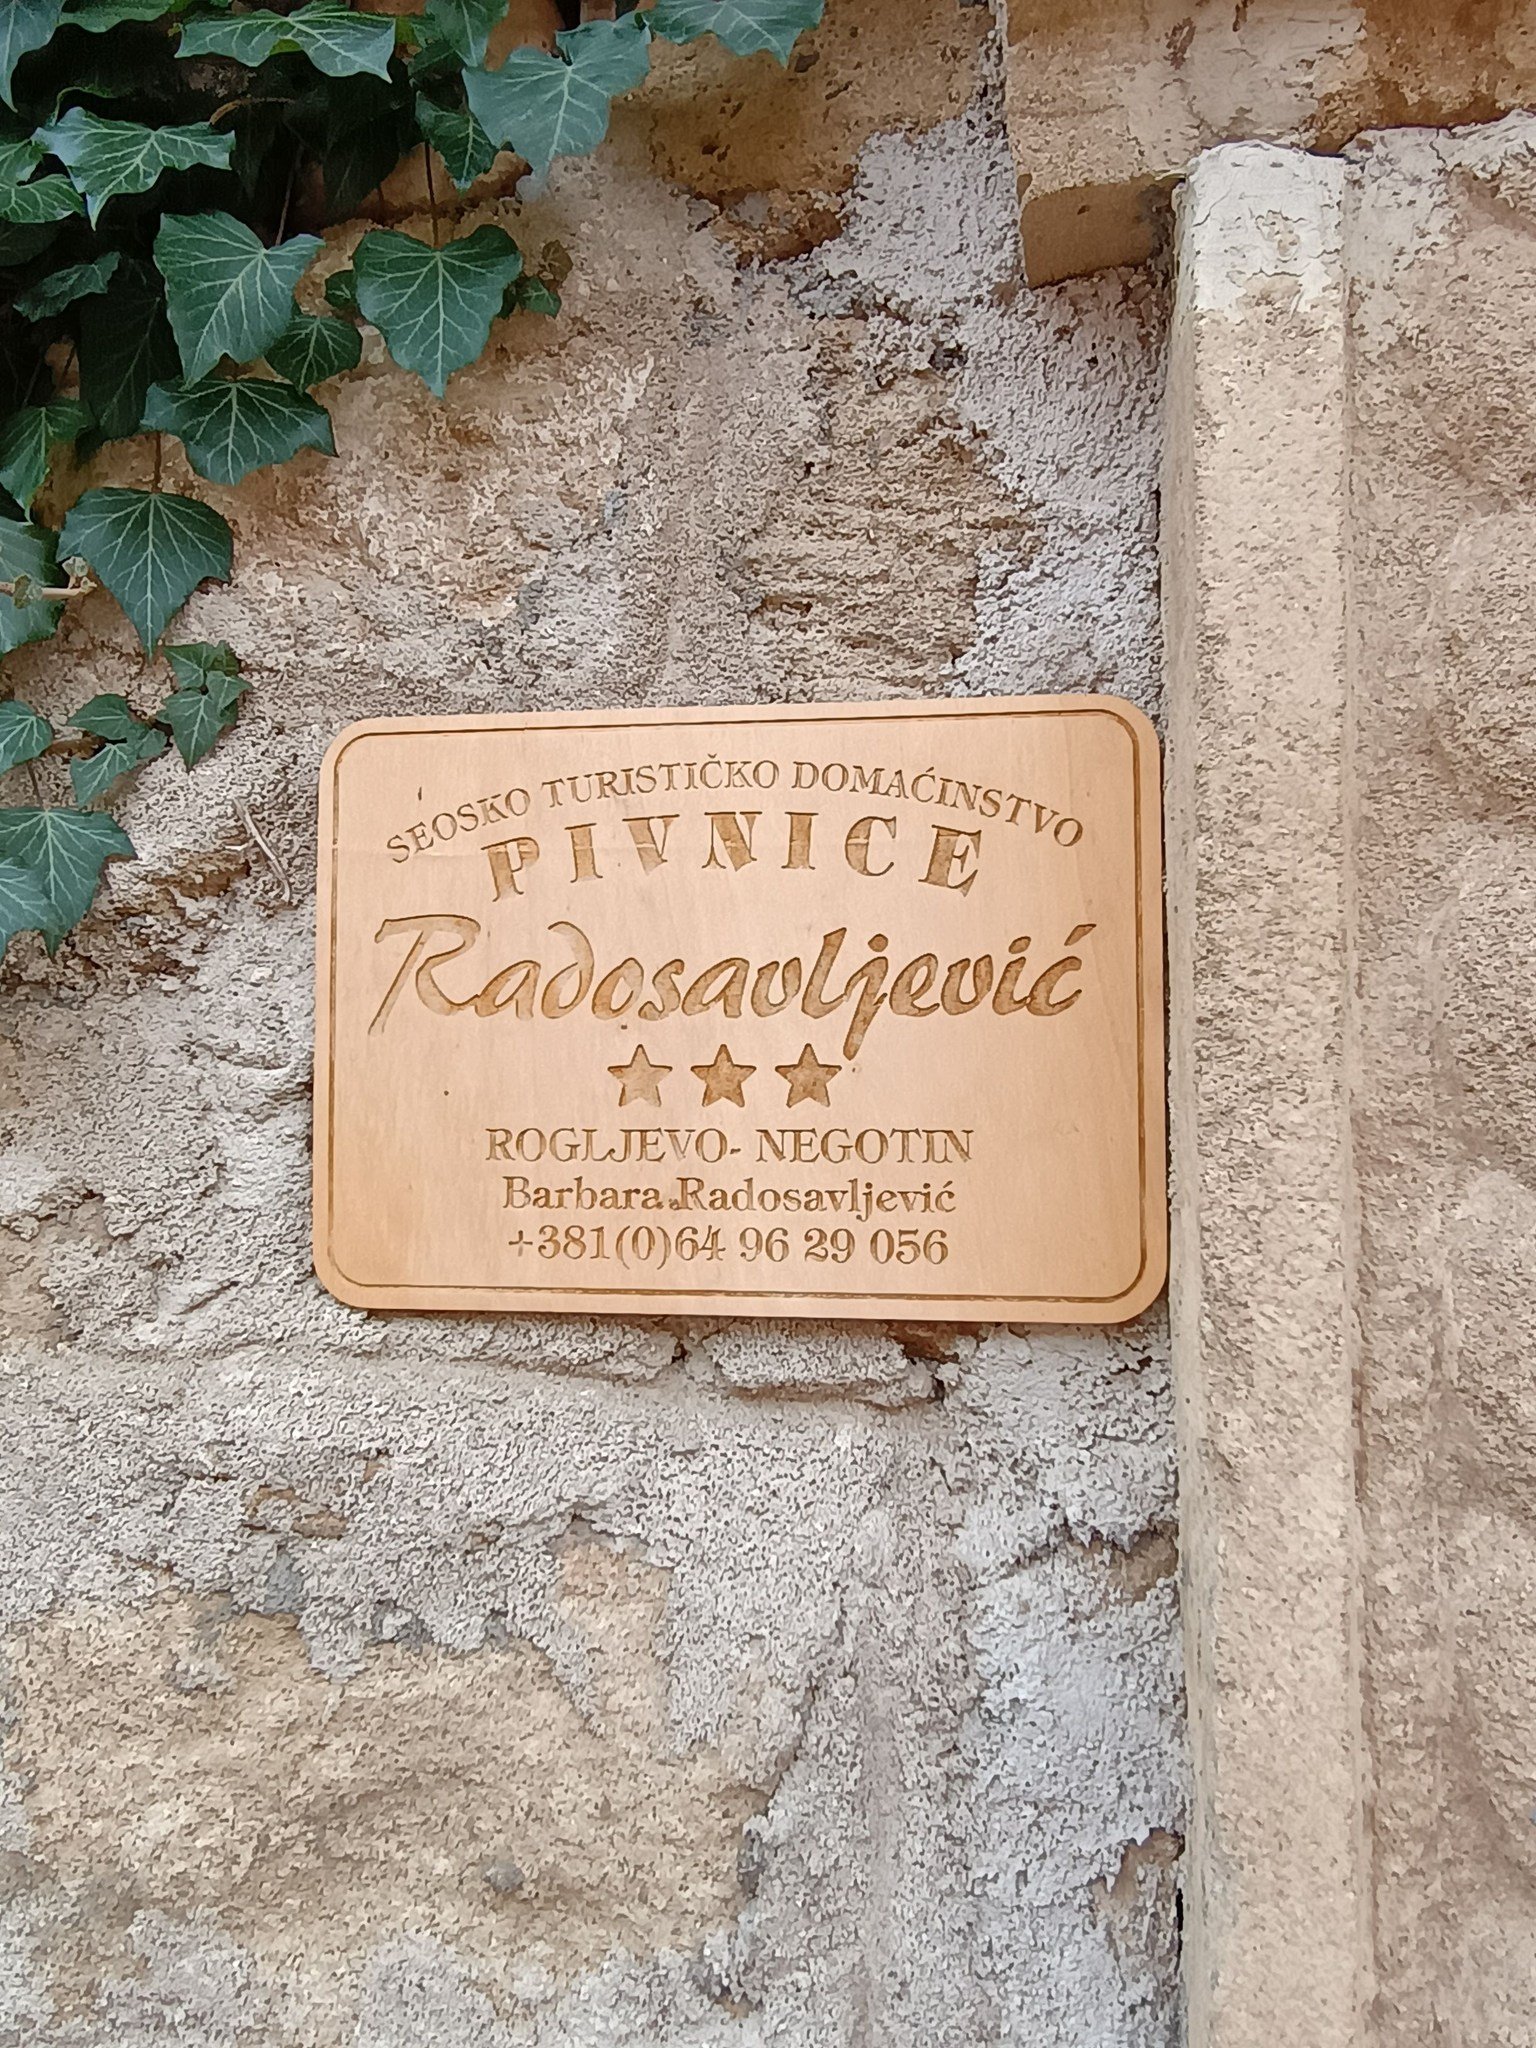 SEOSKO TURISTIČKO DOMAĆINSTVO
PIVNICE
Radosavljević
ROGLJEVO- NEGOTIN
Barbara Radosavljević
+381(0)64 96 29 056